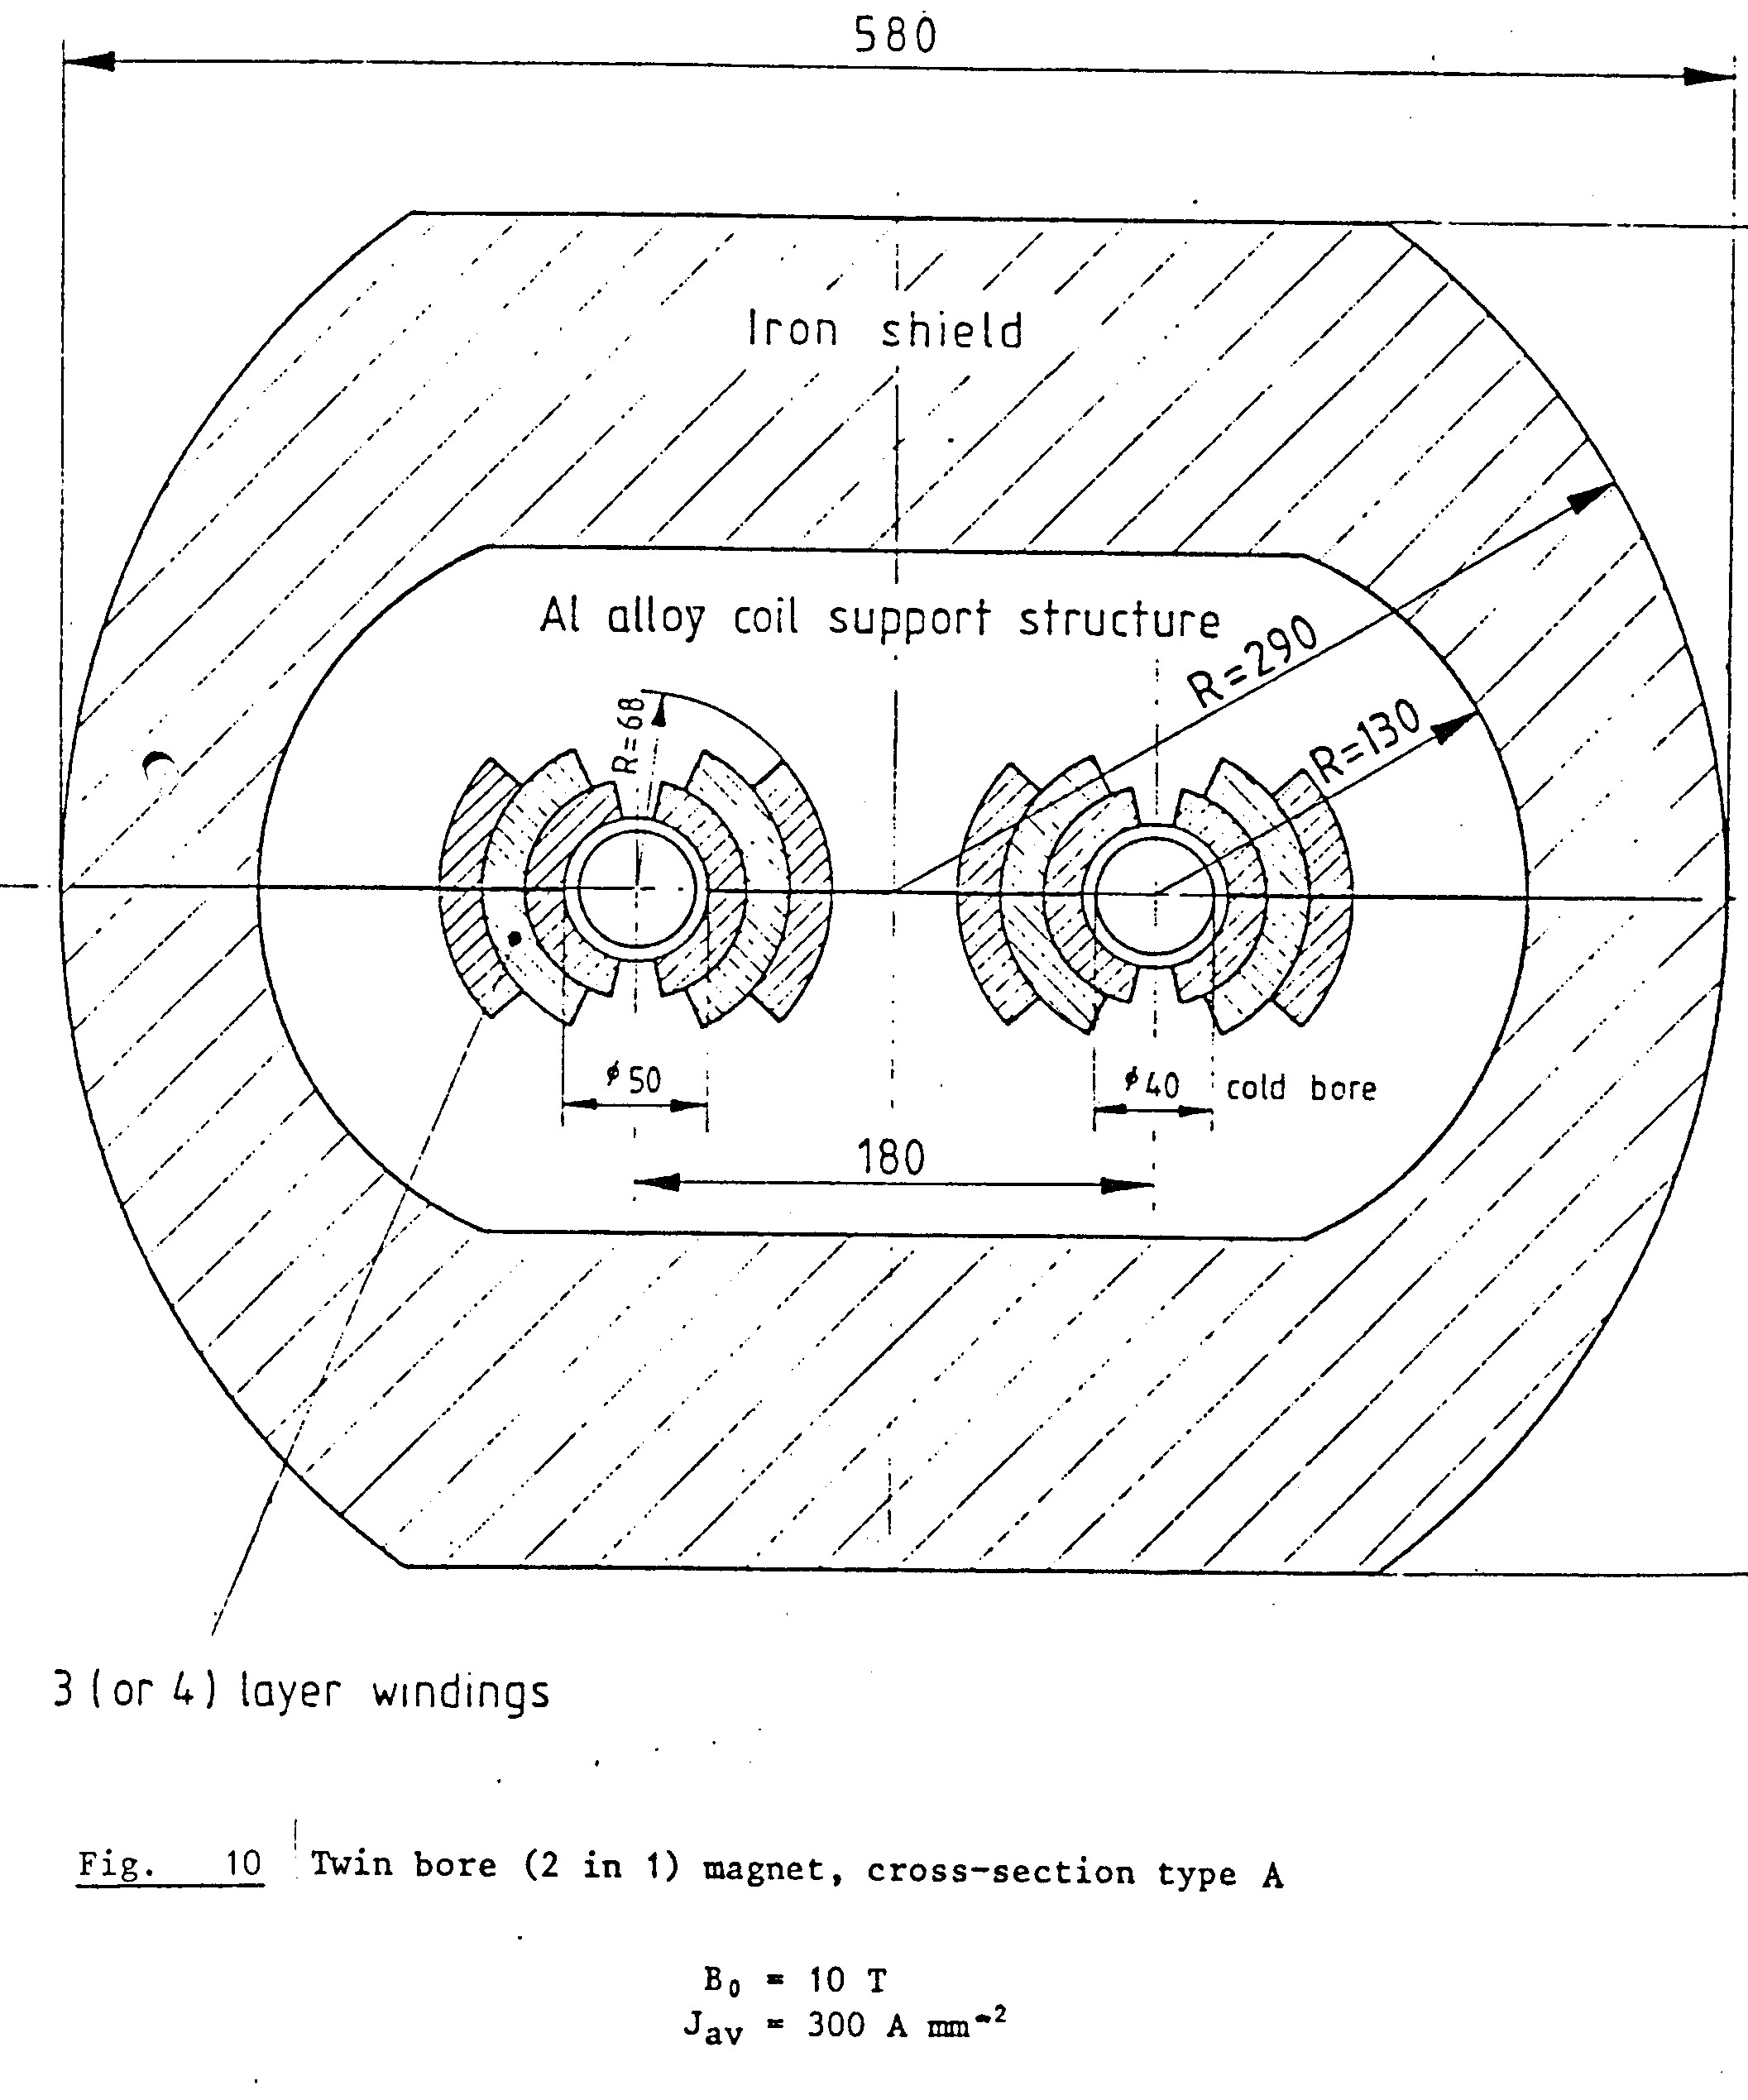 580
Iron shield
Al alloy coil support structure
R=290
R=68
R=130
ϕ50
ϕ40 cold bore
180
3 (or 4) layer windings
Fig. 10 Twin bore (2 in 1) magnet, cross-section type A
B₀ = 10 T
Jav = 300 A mm⁻²